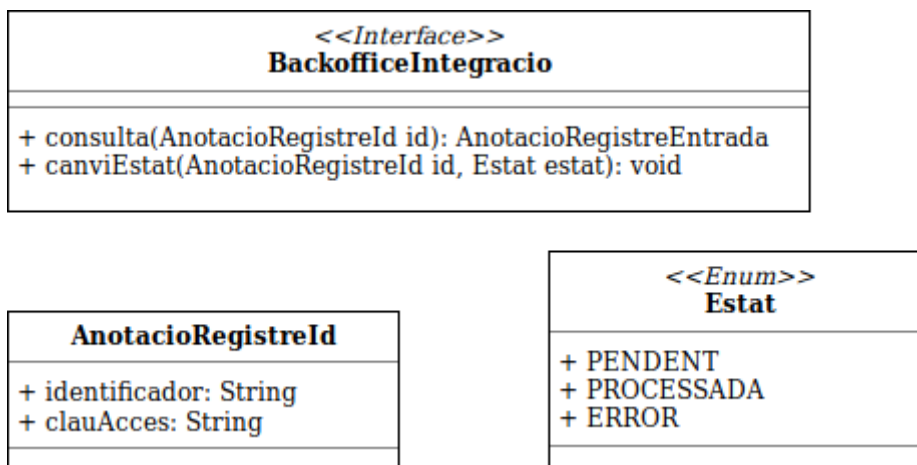 <<Interface>>
BackofficeIntegracio
+ consulta(AnotacioRegistreId id): AnotacioRegistreEntrada
+ canviEstat(AnotacioRegistreId id, Estat estat): void
<<Enum>>
Estat
+ PENDENT
+ PROCESSADA
+ ERROR
AnotacioRegistreId
+ identificador: String
+ clauAcces: String